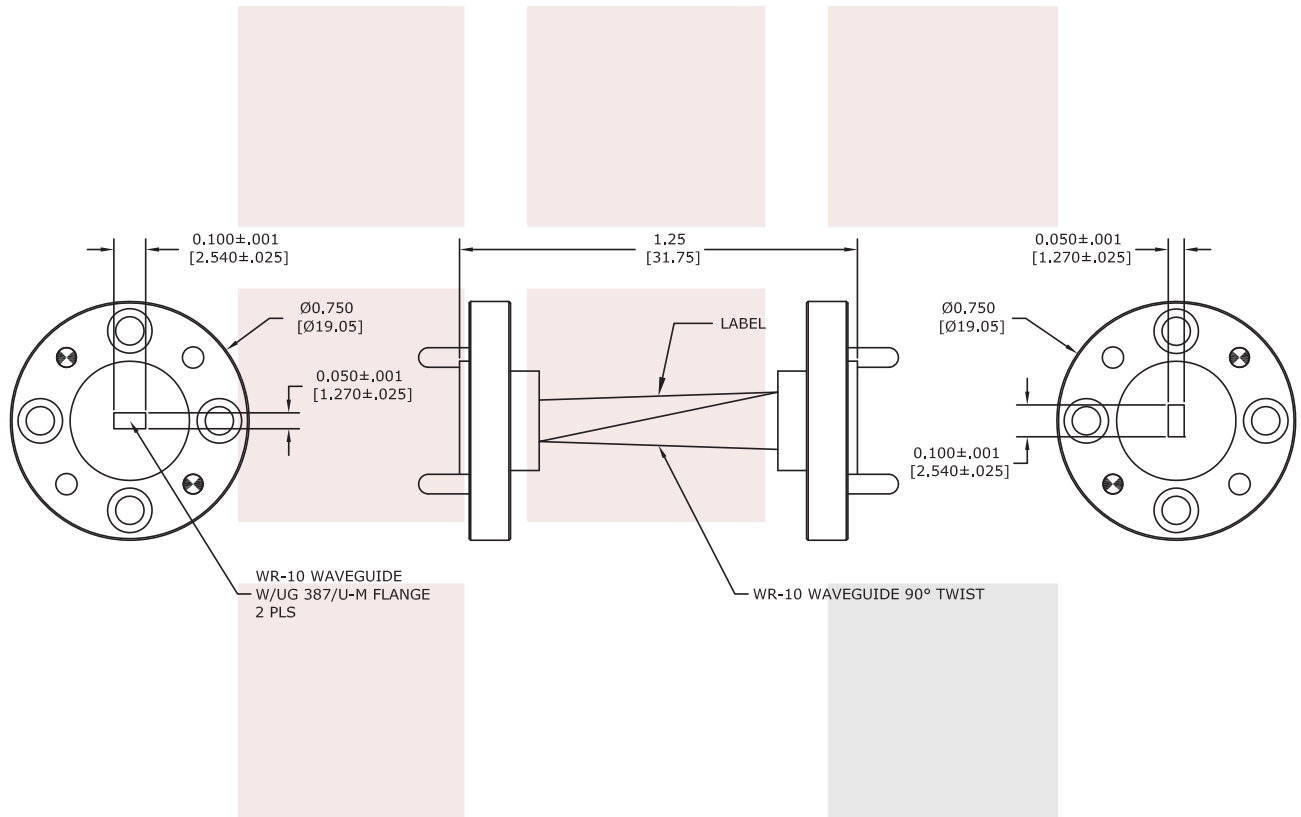 0.100±.001
[2.540±.025]
1.25
[31.75]
0.050±.001
[1.270±.025]
Ø0.750
[Ø19.05]
LABEL
Ø0.750
[Ø19.05]
0.050±.001
[1.270±.025]
0.100±.001
[2.540±.025]
WR-10 WAVEGUIDE
W/UG 387/U-M FLANGE
2 PLS
WR-10 WAVEGUIDE 90° TWIST